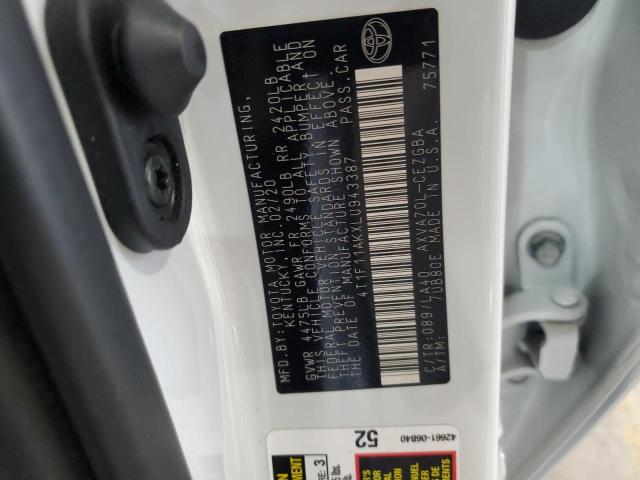 MFD.BY:TOYOTA MOTOR MANUFACTURING,
KENTUCKY, INC. 02/20
GVWR 4475LB GAWR FR 2490LB RR 2420LB
THIS VEHICLE CONFORMS TO ALL APPLICABLE
FEDERAL MOTOR VEHICLE SAFETY, BUMPER, AND
THEFT PREVENTION STANDARDS IN EFFECT ON
THE DATE OF MANUFACTURE SHOWN ABOVE.
4T1F11AKXLU943387 PASS.CAR
C/TR:089/LA40 AXVA70L-CEZGBA
A/TM: /UB80E MADE IN U.S.A. 75771
52
42661-06B40